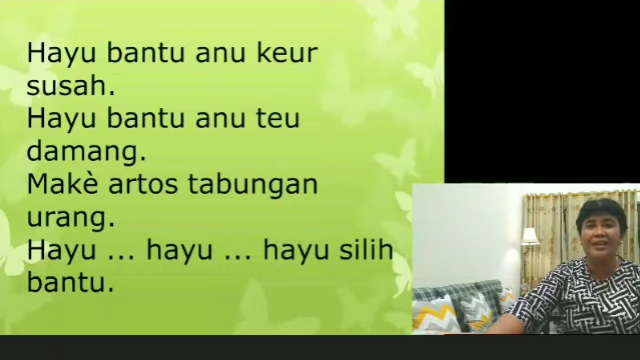 Hayu bantu anu keur
susah.
Hayu bantu anu teu
damang.
Makè artos tabungan
urang.
Hayu ... hayu ... hayu silih
bantu.